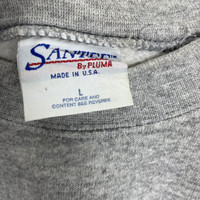 SANTEE
By PLUMA
MADE IN U.S.A.
L
FOR CARE AND
CONTENT SEE REVERSE